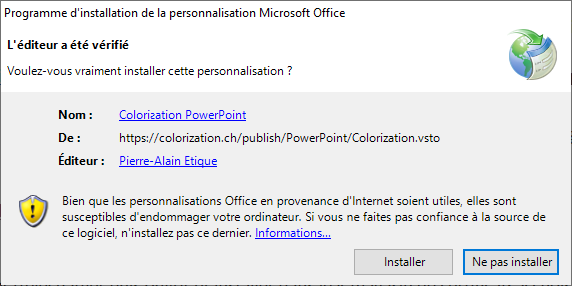 Programme d'installation de la personnalisation Microsoft Office
L'éditeur a été vérifié
Voulez-vous vraiment installer cette personnalisation ?
Nom : Colorization PowerPoint
De : https://colorization.ch/publish/PowerPoint/Colorization.vsto
Éditeur : Pierre-Alain Etique
Bien que les personnalisations Office en provenance d'Internet soient utiles, elles sont
susceptibles d'endommager votre ordinateur. Si vous ne faites pas confiance à la source de
ce logiciel, n'installez pas ce dernier. Informations...
Installer Ne pas installer